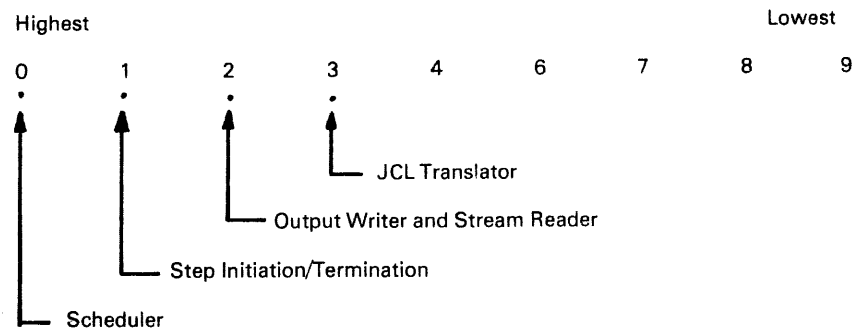 Highest Lowest
0 1 2 3 4 6 7 8 9
JCL Translator
Output Writer and Stream Reader
Step Initiation/Termination
Scheduler